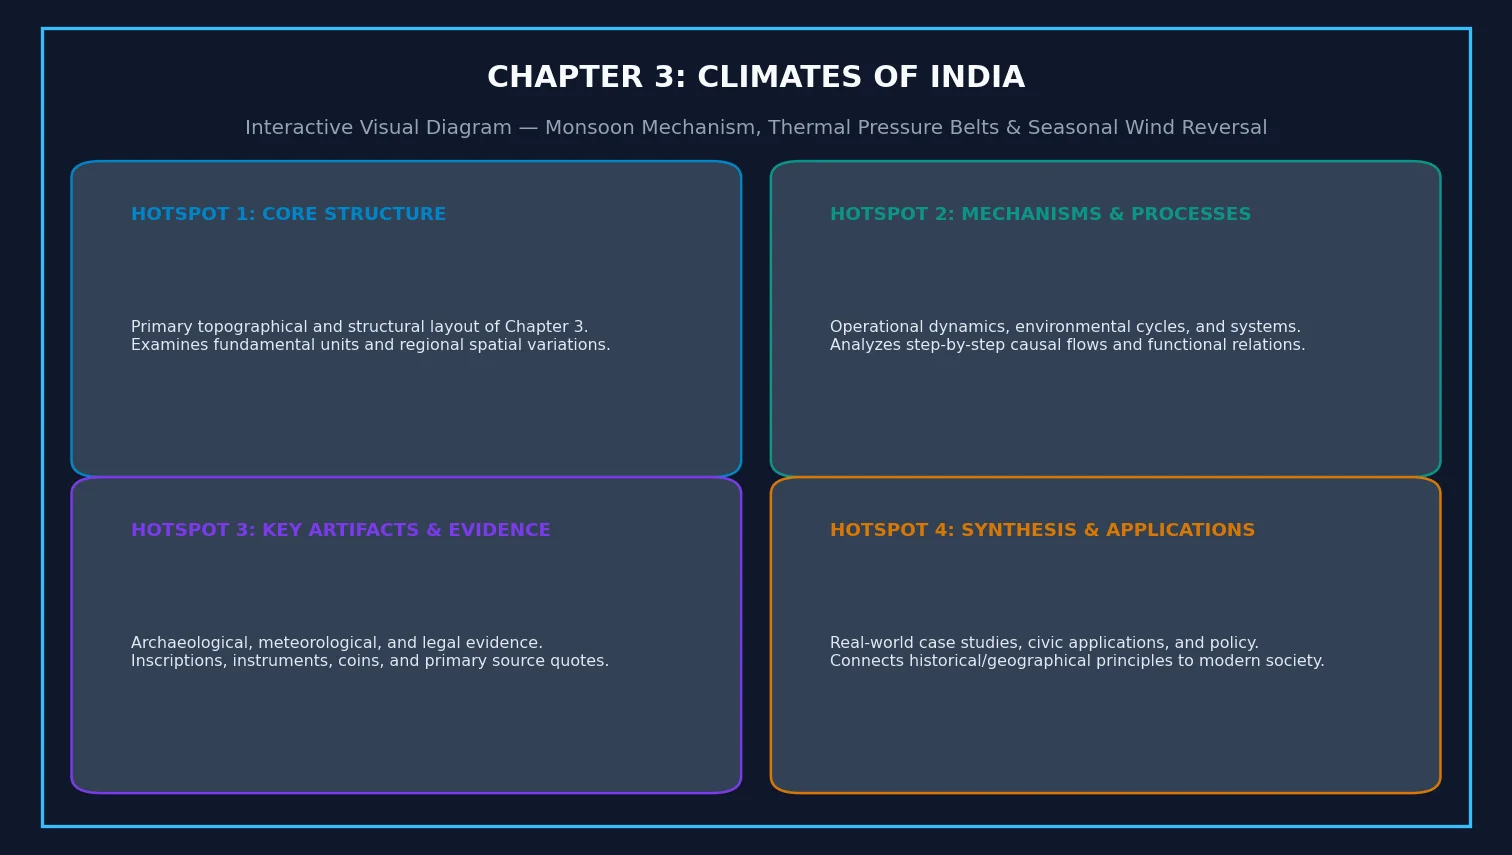 CHAPTER 3: CLIMATES OF INDIA
Interactive Visual Diagram — Monsoon Mechanism, Thermal Pressure Belts & Seasonal Wind Reversal
HOTSPOT 1: CORE STRUCTURE
Primary topographical and structural layout of Chapter 3.
Examines fundamental units and regional spatial variations.
HOTSPOT 2: MECHANISMS & PROCESSES
Operational dynamics, environmental cycles, and systems.
Analyzes step-by-step causal flows and functional relations.
HOTSPOT 3: KEY ARTIFACTS & EVIDENCE
Archaeological, meteorological, and legal evidence.
Inscriptions, instruments, coins, and primary source quotes.
HOTSPOT 4: SYNTHESIS & APPLICATIONS
Real-world case studies, civic applications, and policy.
Connects historical/geographical principles to modern society.